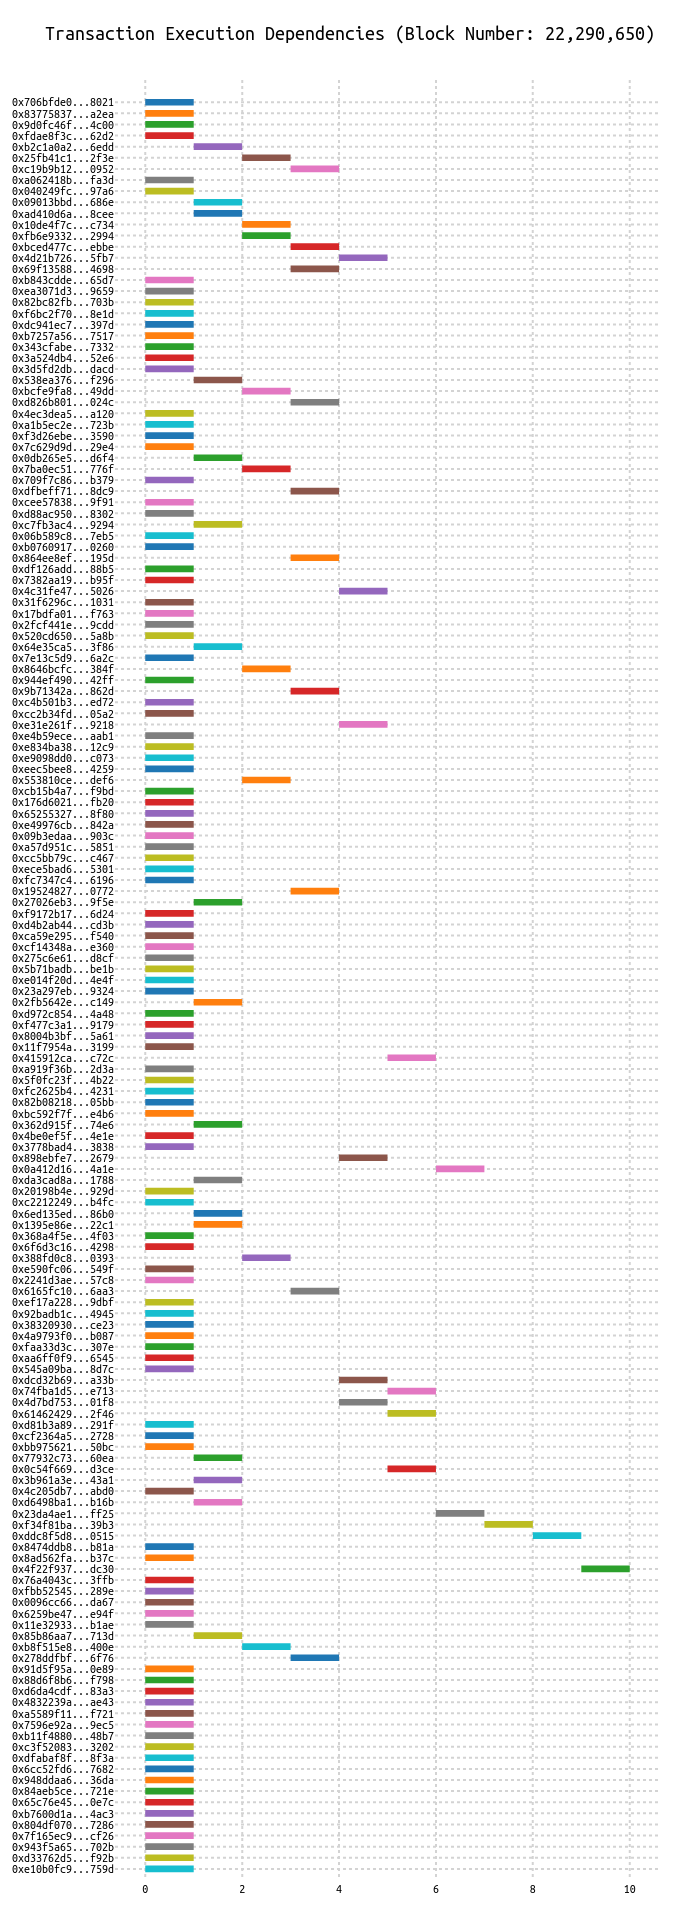 Transaction Execution Dependencies (Block Number: 22,290,650)
0x706bfde0...8021
0x83775837...a2ea
0x9d0fc46f...4c00
0xfdae8f3c...62d2
0xb2c1a0a2...6edd
0x25fb41c1...2f3e
0xc19b9b12...0952
0xa062418b...fa3d
0x040249fc...97a6
0x09013bbd...686e
0xad410d6a...8cee
0x10de4f7c...c734
0xfb6e9332...2994
0xbced477c...ebbe
0x4d21b726...5fb7
0x69f13588...4698
0xb843cdde...65d7
0xea3071d3...9659
0x82bc82fb...703b
0xf6bc2f70...8e1d
0xdc941ec7...397d
0xb7257a56...7517
0x343cfabe...7332
0x3a524db4...52e6
0x3d5fd2db...dacd
0x538ea376...f296
0xbcfe9fa8...49dd
0xd826b801...024c
0x4ec3dea5...a120
0xa1b5ec2e...723b
0xf3d26ebe...3590
0x7c629d9d...29e4
0x0db265e5...d6f4
0x7ba0ec51...776f
0x709f7c86...b379
0xdfbeff71...8dc9
0xcee57838...9f91
0xd88ac950...8302
0xc7fb3ac4...9294
0x06b589c8...7eb5
0xb0760917...0260
0x864ee8ef...195d
0xdf126add...88b5
0x7382aa19...b95f
0x4c31fe47...5026
0x31f6296c...1031
0x17bdfa01...f763
0x2fcf441e...9cdd
0x520cd650...5a8b
0x64e35ca5...3f86
0x7e13c5d9...6a2c
0x8646bcfc...384f
0x944ef490...42ff
0x9b71342a...862d
0xc4b501b3...ed72
0xcc2b34fd...05a2
0xe31e261f...9218
0xe4b59ece...aab1
0xe834ba38...12c9
0xe9098dd0...c073
0xeec5bee8...4259
0x553810ce...def6
0xcb15b4a7...f9bd
0x176d6021...fb20
0x65255327...8f80
0xe49976cb...842a
0x09b3edaa...903c
0xa57d951c...5851
0xcc5bb79c...c467
0xece5bad6...5301
0xfc7347c4...6196
0x19524827...0772
0x27026eb3...9f5e
0xf9172b17...6d24
0xd4b2ab44...cd3b
0xca59e295...f540
0xcf14348a...e360
0x275c6e61...d8cf
0x5b71badb...be1b
0xe014f20d...4e4f
0x23a297eb...9324
0x2fb5642e...c149
0xd972c854...4a48
0xf477c3a1...9179
0x8004b3bf...5a61
0x11f7954a...3199
0x415912ca...c72c
0xa919f36b...2d3a
0x5f0fc23f...4b22
0xfc2625b4...4231
0x82b08218...05bb
0xbc592f7f...e4b6
0x362d915f...74e6
0x4be0ef5f...4e1e
0x3778bad4...3838
0x898ebfe7...2679
0x0a412d16...4a1e
0xda3cad8a...1788
0x20198b4e...929d
0xc2212249...b4fc
0x6ed135ed...86b0
0x1395e86e...22c1
0x368a4f5e...4f03
0x6f6d3c16...4298
0x388fd0c8...0393
0xe590fc06...549f
0x2241d3ae...57c8
0x6165fc10...6aa3
0xef17a228...9dbf
0x92badb1c...4945
0x38320930...ce23
0x4a9793f0...b087
0xfaa33d3c...307e
0xaa6ff0f9...6545
0x545a09ba...8d7c
0xdcd32b69...a33b
0x74fba1d5...e713
0x4d7bd753...01f8
0x61462429...2f46
0xd81b3a89...291f
0xcf2364a5...2728
0xbb975621...50bc
0x77932c73...60ea
0x0c54f669...d3ce
0x3b961a3e...43a1
0x4c205db7...abd0
0xd6498ba1...b16b
0x23da4ae1...ff25
0xf34f81ba...39b3
0xddc8f5d8...0515
0x8474ddb8...b81a
0x8ad562fa...b37c
0x4f22f937...dc30
0x76a4043c...3ffb
0xfbb52545...289e
0x0096cc66...da67
0x6259be47...e94f
0x11e32933...b1ae
0x85b86aa7...713d
0xb8f515e8...400e
0x278ddfbf...6f76
0x91d5f95a...0e89
0x88d6f8b6...f798
0xd6da4cdf...83a3
0x4832239a...ae43
0xa5589f11...f721
0x7596e92a...9ec5
0xb11f4880...48b7
0xc3f52083...3202
0xdfabaf8f...8f3a
0x6cc52fd6...7682
0x948ddaa6...36da
0x84aeb5ce...721e
0x65c76e45...0e7c
0xb7600d1a...4ac3
0x804df070...7286
0x7f165ec9...cf26
0x943f5a65...702b
0xd33762d5...f92b
0xe10b0fc9...759d
0 2 4 6 8 10